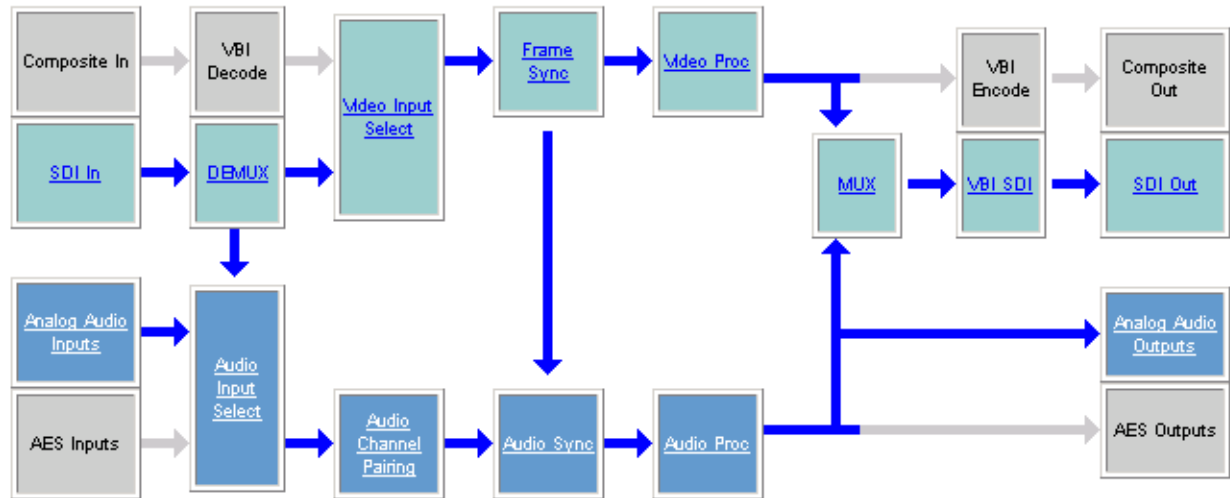 Composite In
VBI
Decode
Video Input
Select
Frame
Sync
Video Proc
VBI
Encode
Composite
Out
SDI In
DEMUX
MUX
VBI SDI
SDI Out
Analog Audio
Inputs
Audio
Input
Select
Analog Audio
Outputs
AES Inputs
Audio
Channel
Pairing
Audio Sync
Audio Proc
AES Outputs